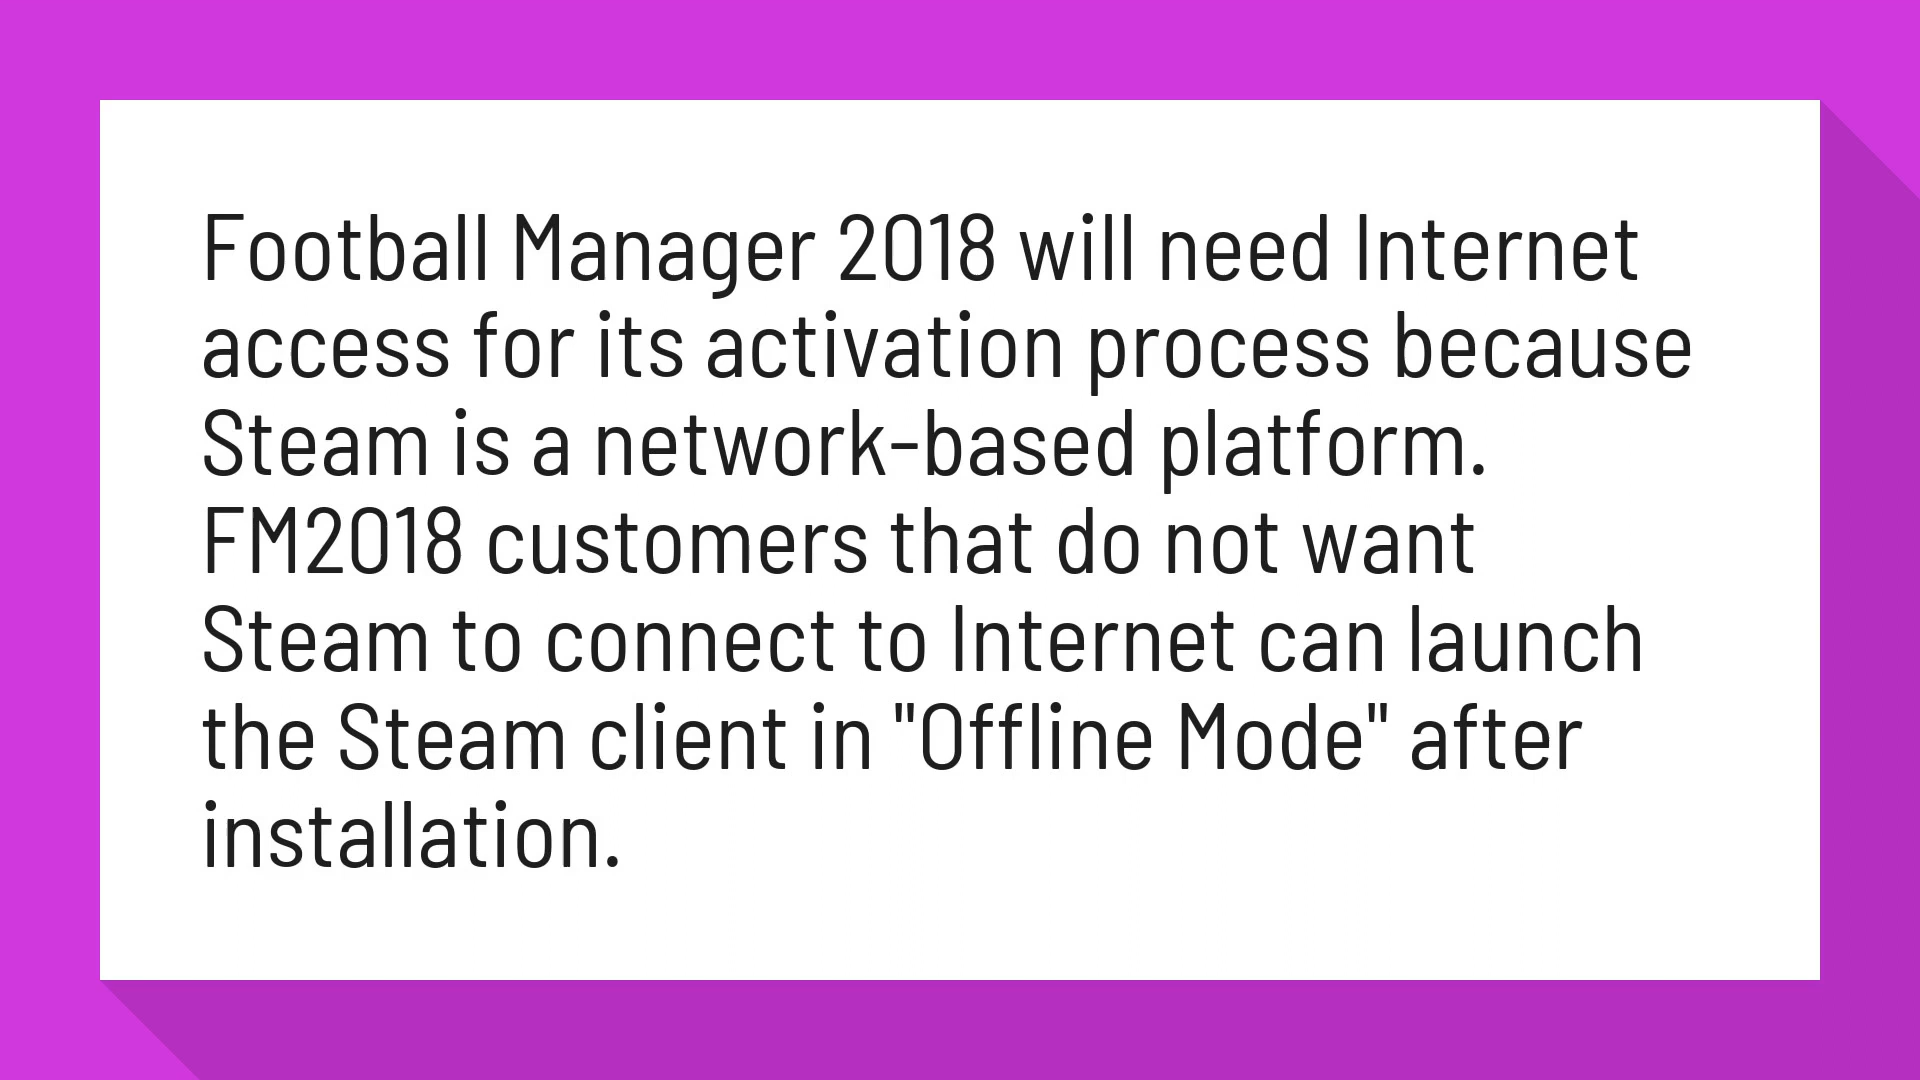 Football Manager 2018 will need Internet
access for its activation process because
Steam is a network-based platform.
FM2018 customers that do not want
Steam to connect to Internet can launch
the Steam client in "Offline Mode" after
installation.